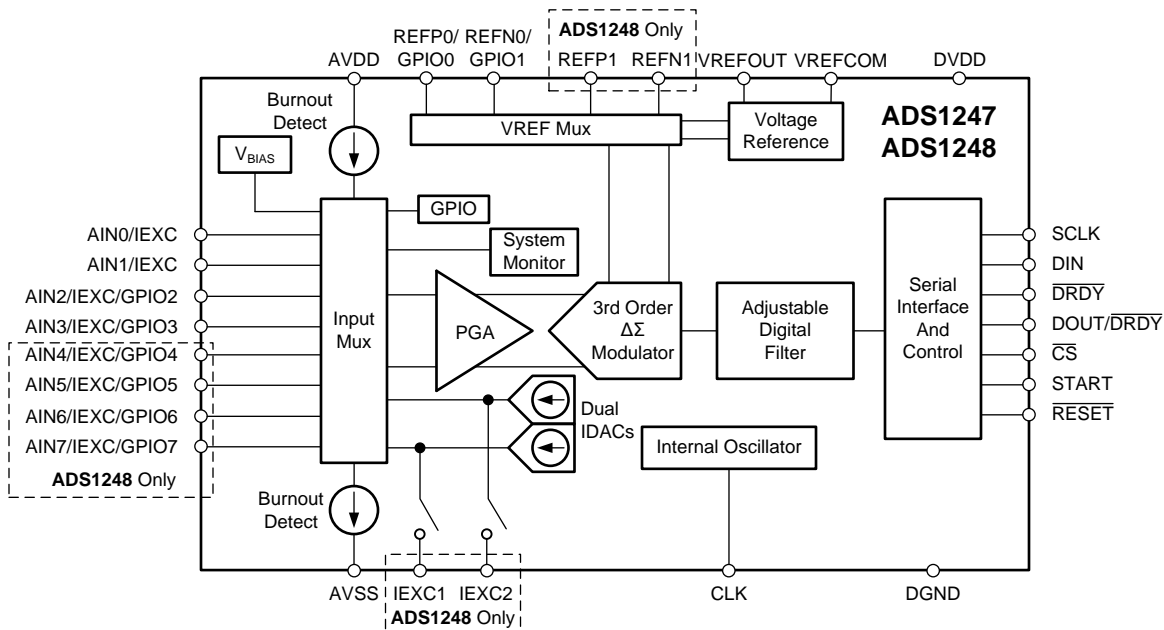 ADS1248 Only
REFP0/
GPIO0
REFN0/
GPIO1
REFP1
REFN1
AVDD
VREFOUT
VREFCOM
DVDD
Burnout
Detect
VREF Mux
Voltage
Reference
ADS1247
ADS1248
VBIAS
GPIO
System
Monitor
AIN0/IEXC
AIN1/IEXC
AIN2/IEXC/GPIO2
AIN3/IEXC/GPIO3
AIN4/IEXC/GPIO4
AIN5/IEXC/GPIO5
AIN6/IEXC/GPIO6
AIN7/IEXC/GPIO7
ADS1248 Only
Input
Mux
PGA
3rd Order
ΔΣ
Modulator
Adjustable
Digital
Filter
Serial
Interface
And
Control
SCLK
DIN
DRDY
DOUT/DRDY
CS
START
RESET
Dual
IDACs
Internal Oscillator
Burnout
Detect
AVSS
IEXC1
IEXC2
ADS1248 Only
CLK
DGND